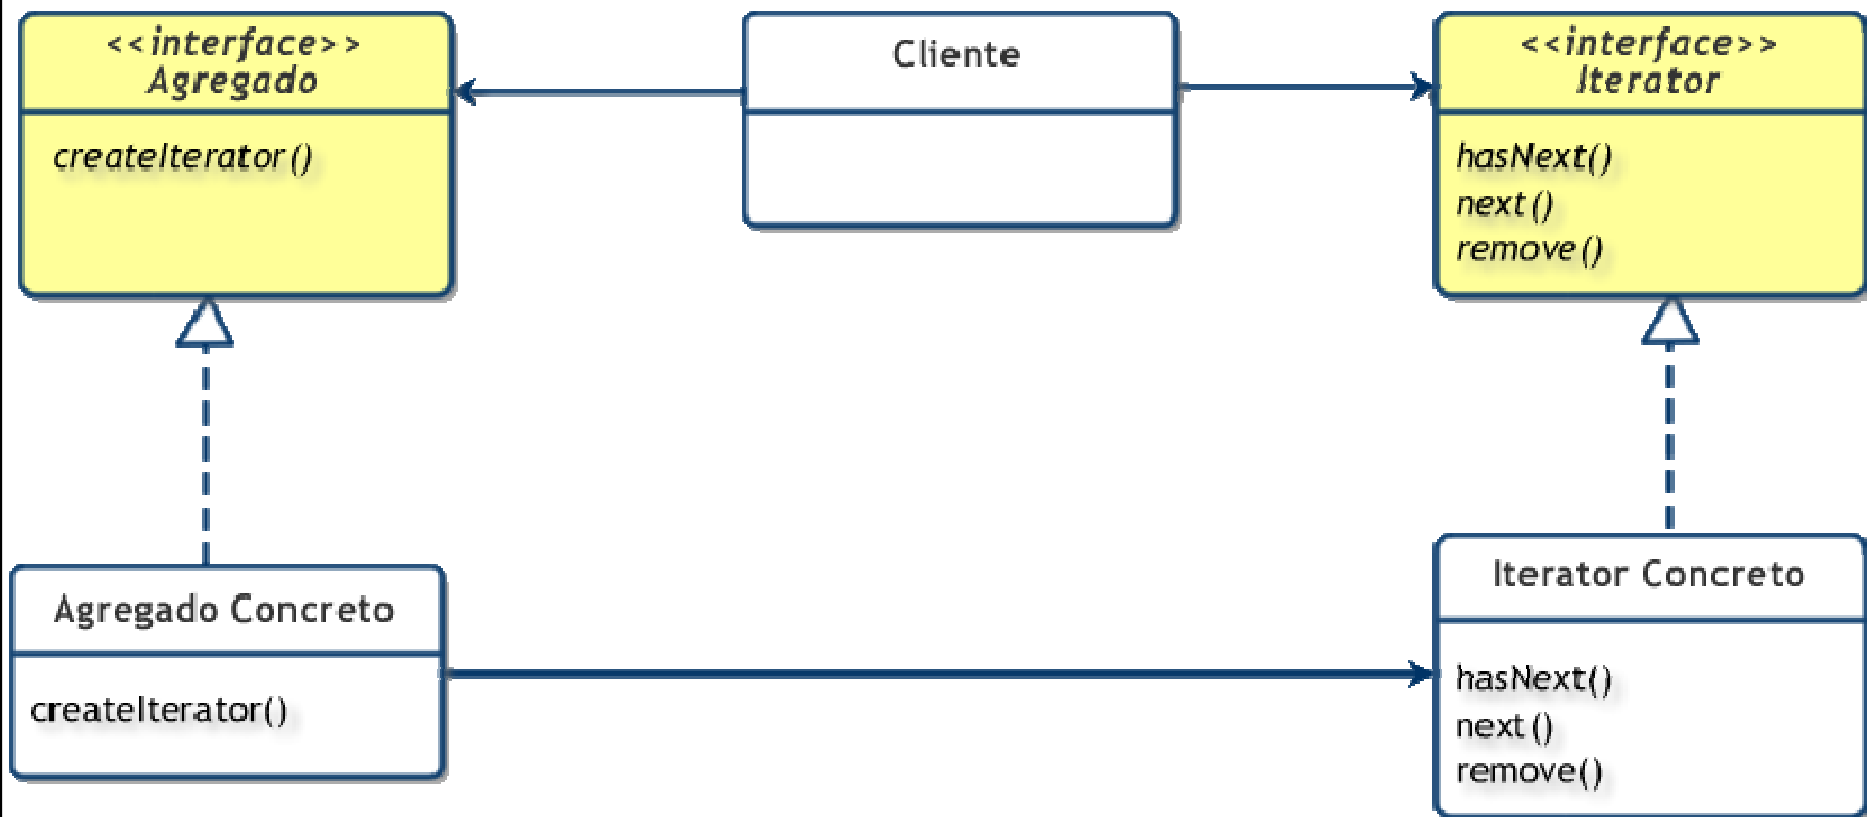 <<interface>>
Agregado
createIterator()
Cliente
<<interface>>
Iterator
hasNext()
next()
remove()
Agregado Concreto
createIterator()
Iterator Concreto
hasNext()
next()
remove()